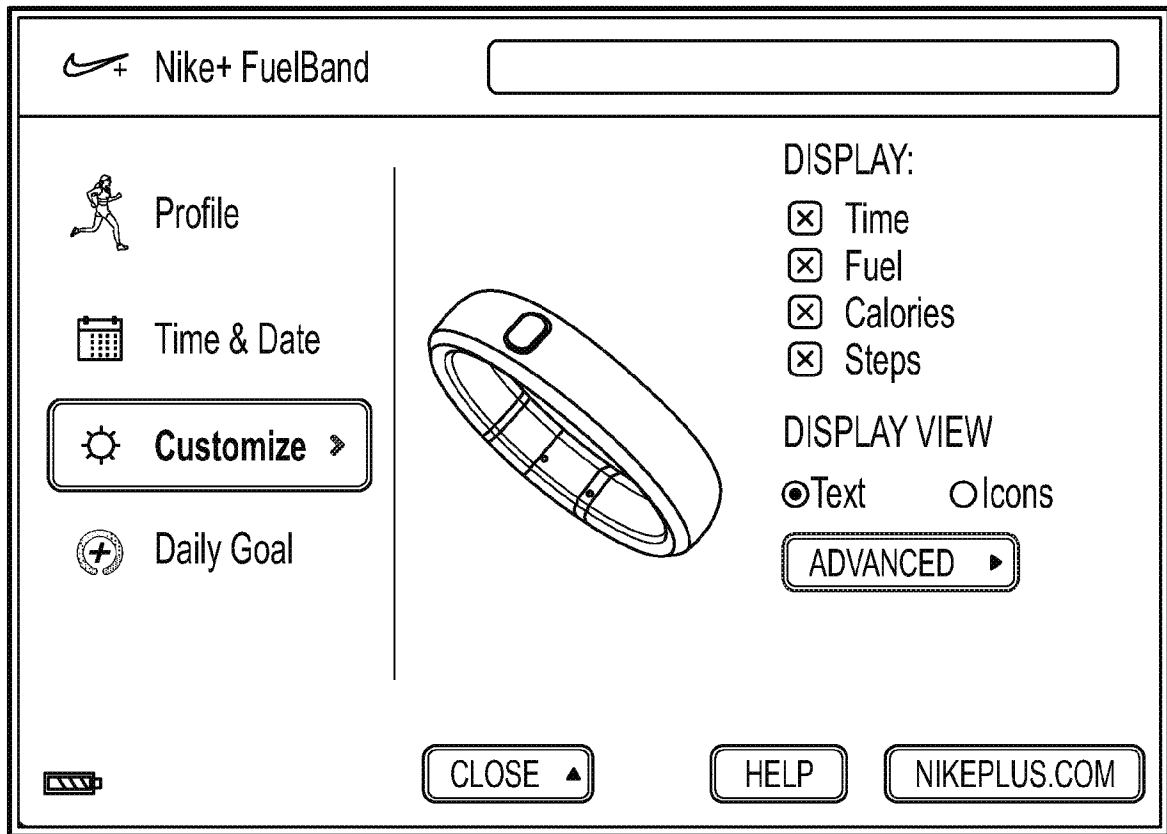 Nike+ FuelBand
Profile
Time & Date
Customize
Daily Goal
DISPLAY:
Time
Fuel
Calories
Steps
DISPLAY VIEW
Text Icons
ADVANCED
CLOSE HELP NIKEPLUS.COM